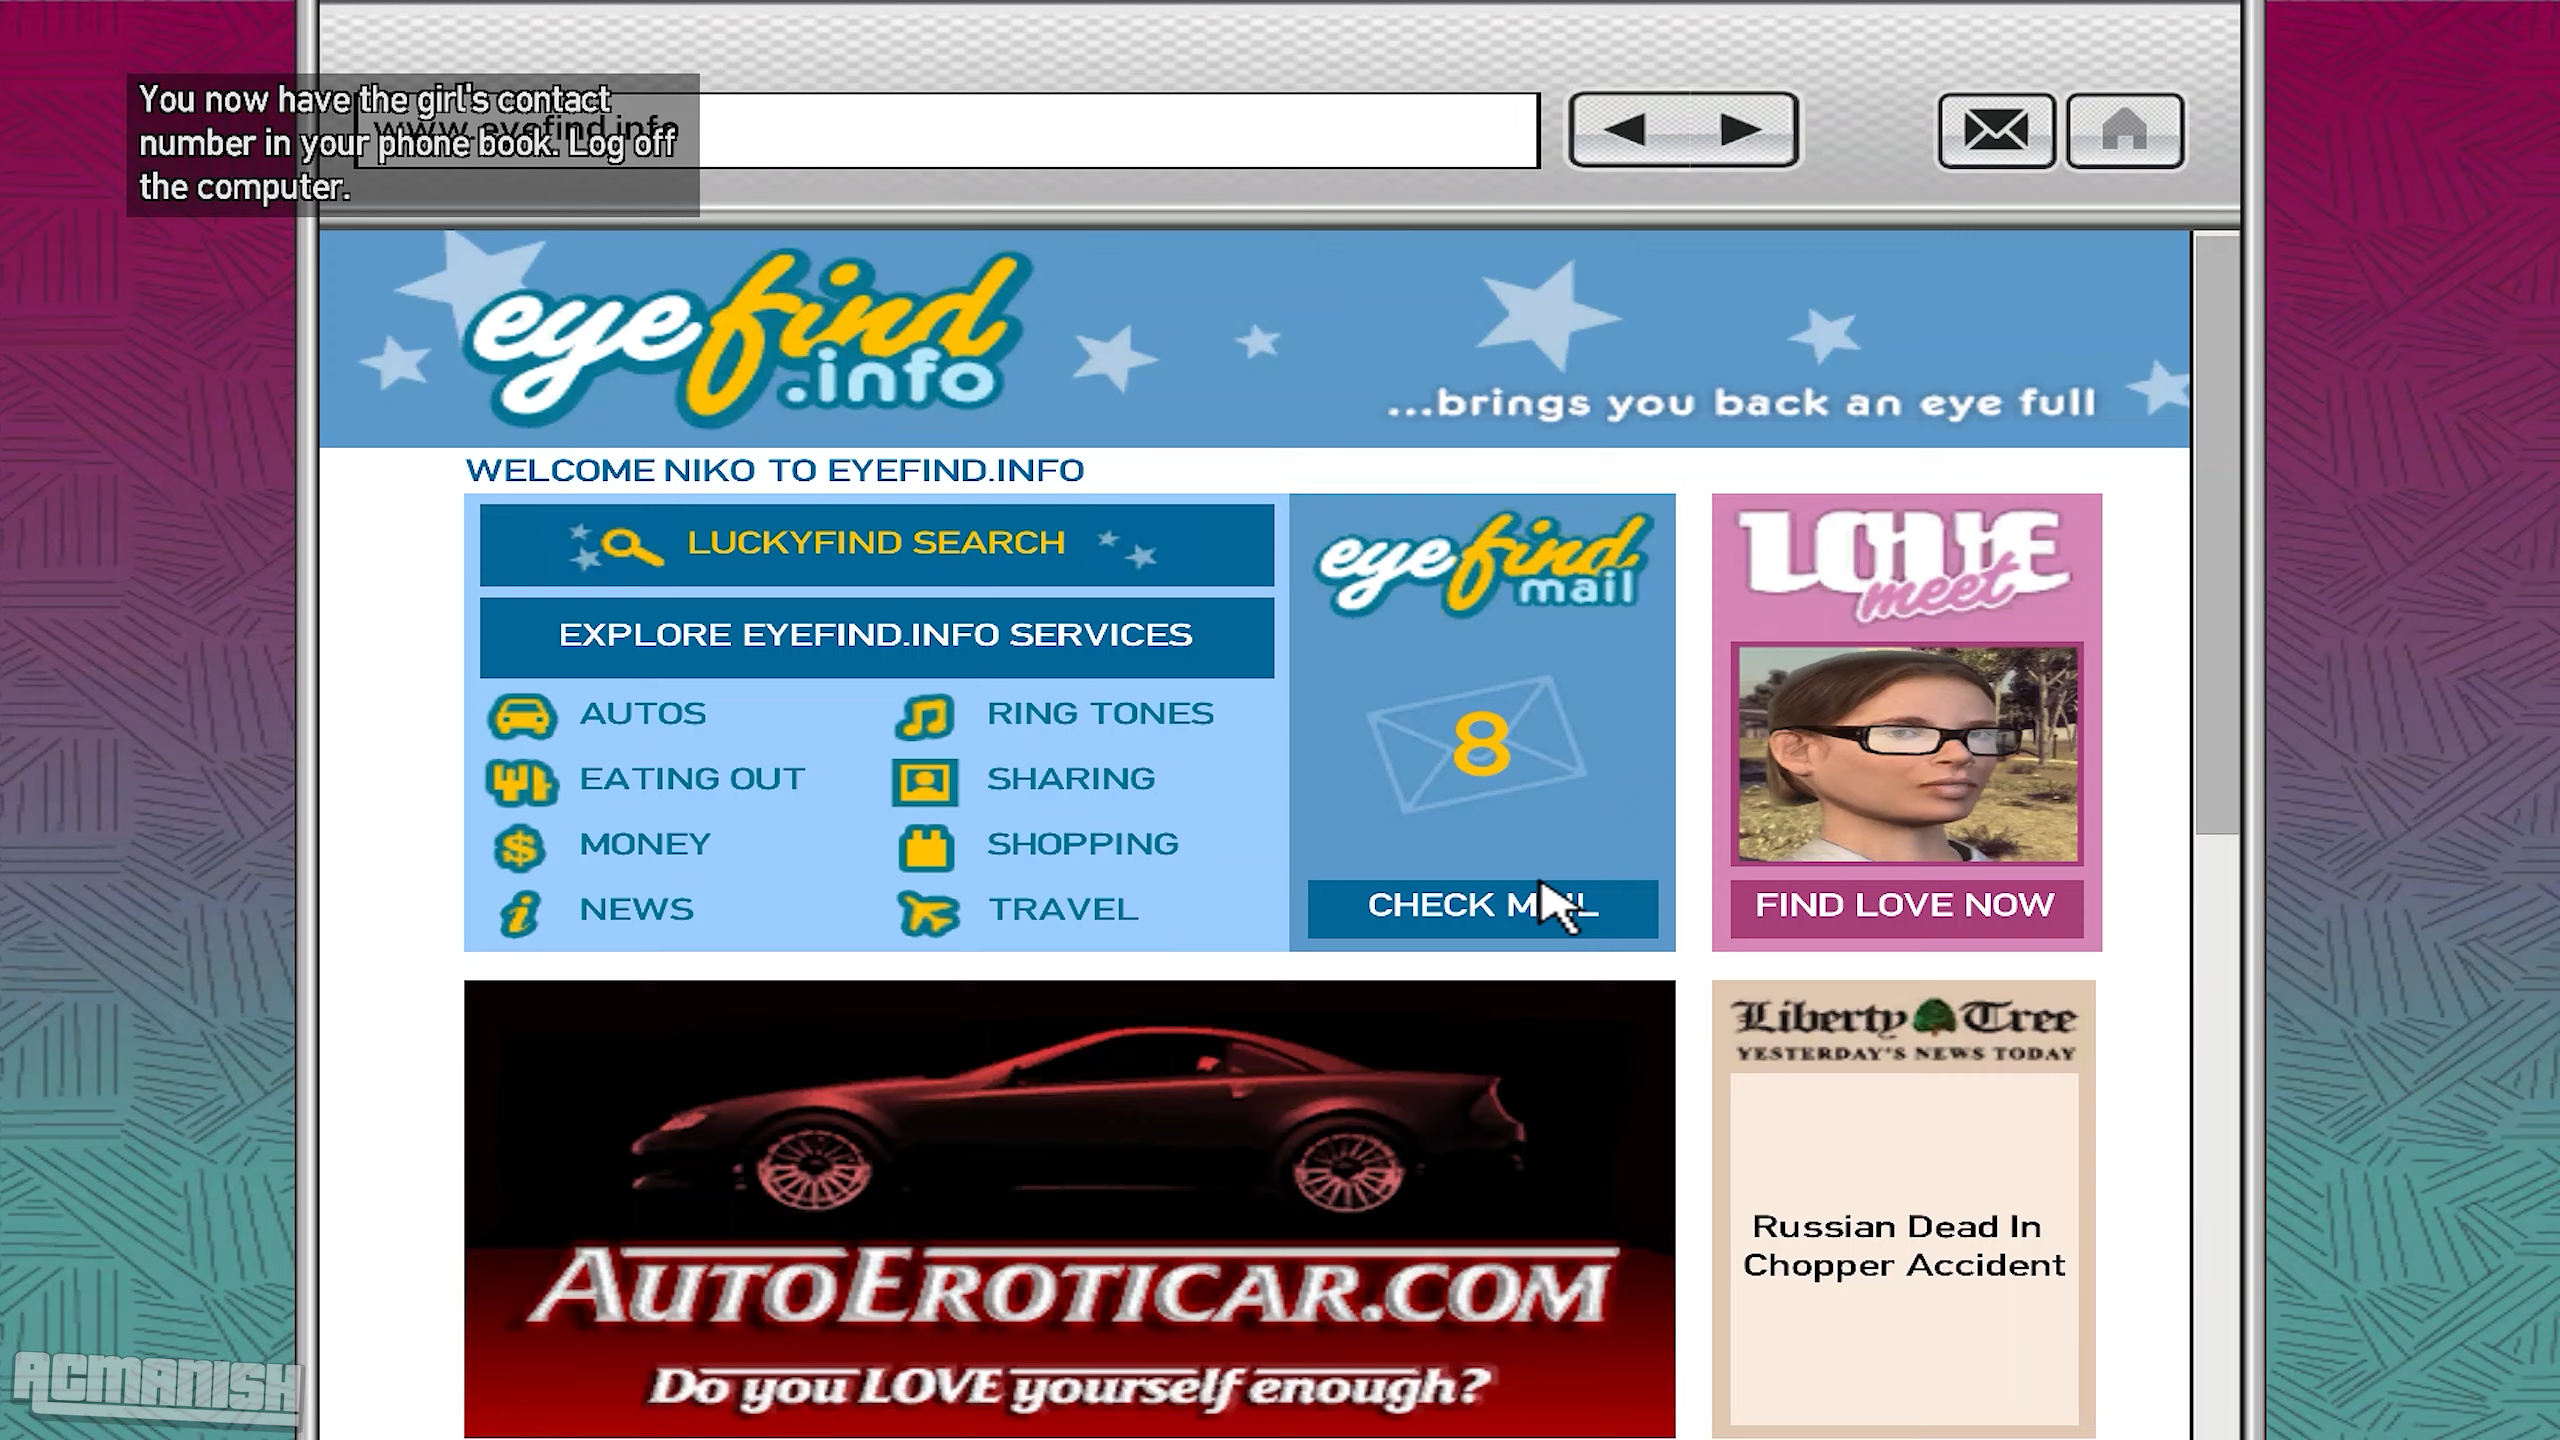 You now have the girl's contact
number in your phone book. Log off
the computer.
www.eyefind.info
eyefind
.info
...brings you back an eye full
WELCOME NIKO TO EYEFIND.INFO
LUCKYFIND SEARCH
EXPLORE EYEFIND.INFO SERVICES
AUTOS
RING TONES
EATING OUT
SHARING
MONEY
SHOPPING
NEWS
TRAVEL
eyefind
mail
8
CHECK MAIL
LOVE
meet
FIND LOVE NOW
AUTOEROTICAR.COM
Do you LOVE yourself enough?
Liberty Tree
YESTERDAY'S NEWS TODAY
Russian Dead In
Chopper Accident
ACMANISH